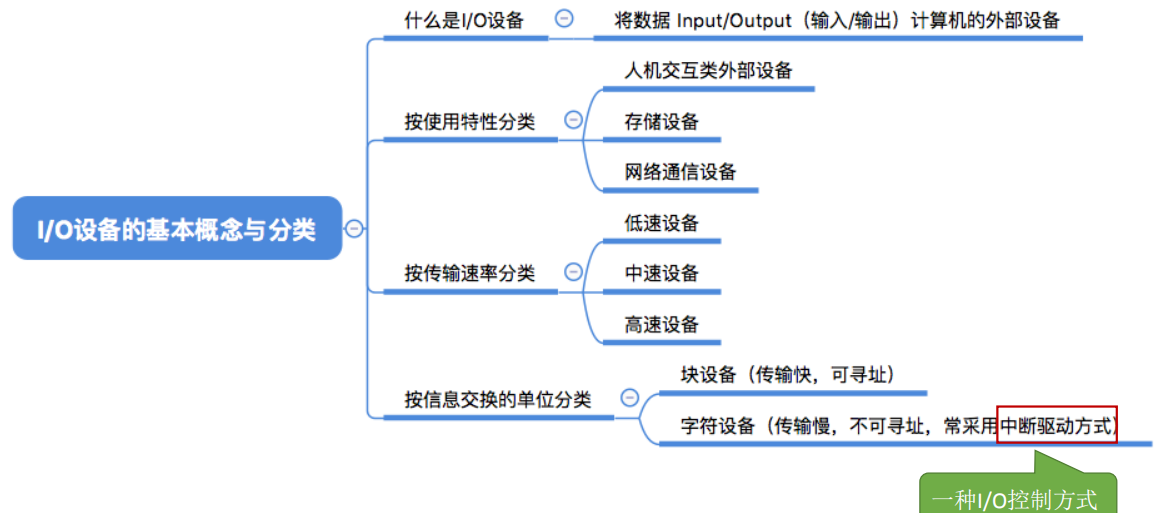 什么是I/O设备
将数据 Input/Output（输入/输出）计算机的外部设备
人机交互类外部设备
按使用特性分类
存储设备
网络通信设备
I/O设备的基本概念与分类
低速设备
按传输速率分类
中速设备
高速设备
块设备（传输快，可寻址）
按信息交换的单位分类
字符设备（传输慢，不可寻址，常采用中断驱动方式）
一种I/O控制方式